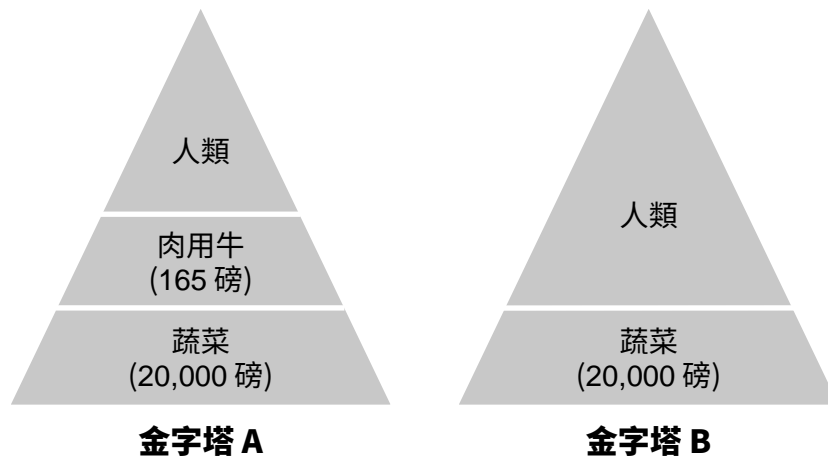 人類
肉用牛
(165 磅)
蔬菜
(20,000 磅)
金字塔 A
人類
蔬菜
(20,000 磅)
金字塔 B